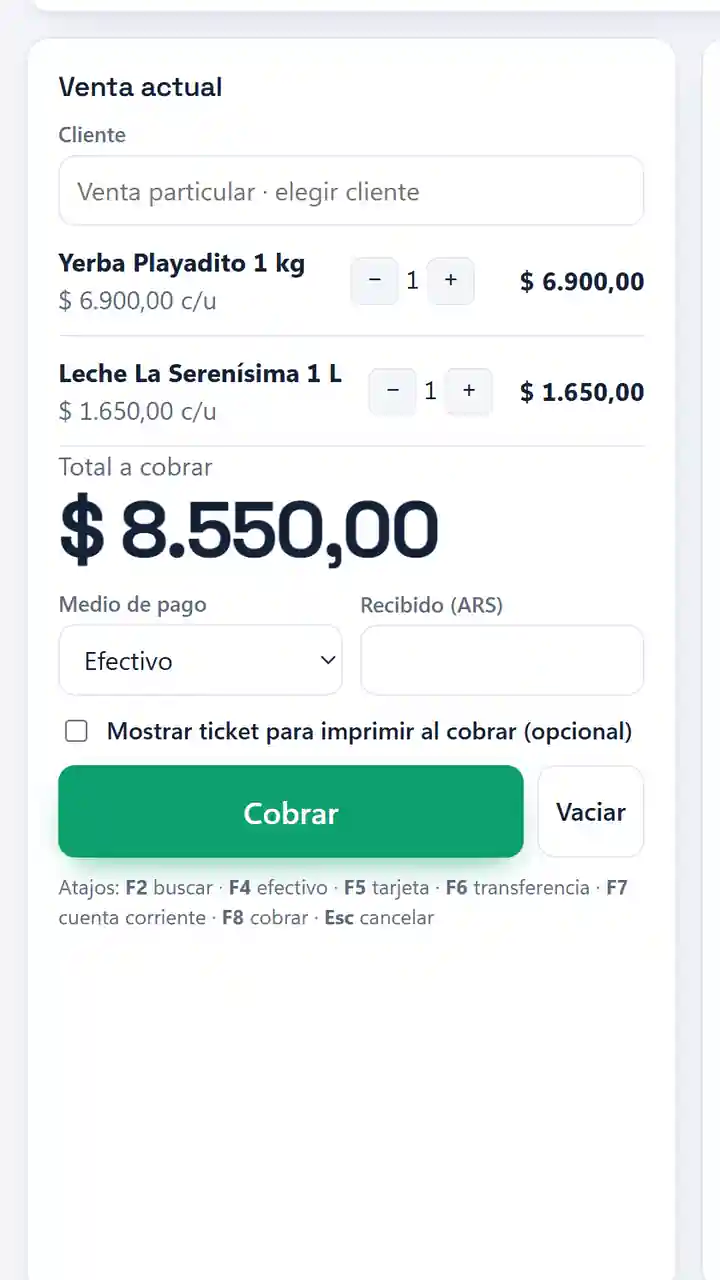 Venta actual
Cliente
Venta particular · elegir cliente
Yerba Playadito 1 kg
$ 6.900,00 c/u
− 1 +
$ 6.900,00
Leche La Serenísima 1 L
$ 1.650,00 c/u
− 1 +
$ 1.650,00
Total a cobrar
$ 8.550,00
Medio de pago
Recibido (ARS)
Efectivo
Mostrar ticket para imprimir al cobrar (opcional)
Cobrar
Vaciar
Atajos: F2 buscar · F4 efectivo · F5 tarjeta · F6 transferencia · F7
cuenta corriente · F8 cobrar · Esc cancelar